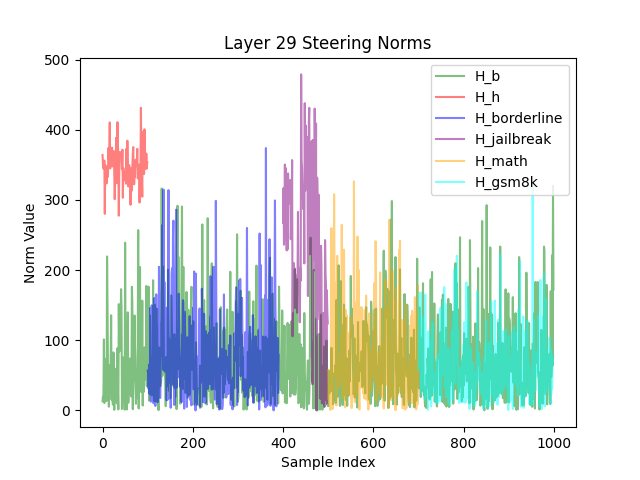 Layer 29 Steering Norms
500
400
300
200
100
0
Norm Value
H_b
H_h
H_borderline
H_jailbreak
H_math
H_gsm8k
0 200 400 600 800 1000
Sample Index